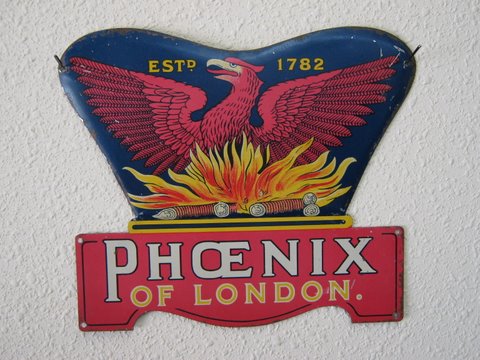 ESTD 1782
PHŒNIX
OF LONDON.